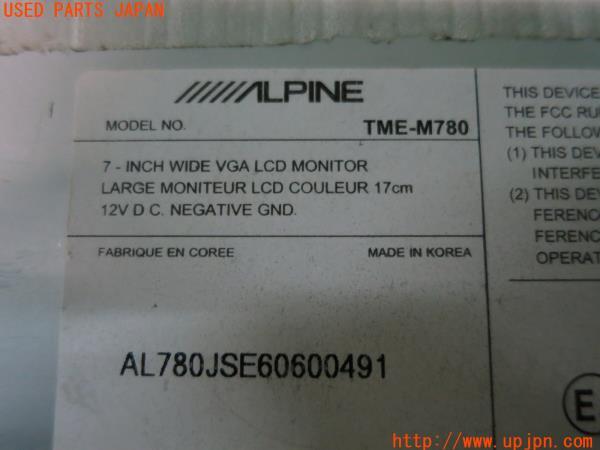 USED PARTS JAPAN
ALPINE
MODEL NO. TME-M780
7 - INCH WIDE VGA LCD MONITOR
LARGE MONITEUR LCD COULEUR 17cm
12V D C. NEGATIVE GND.
FABRIQUE EN COREE MADE IN KOREA
AL780JSE60600491
THIS DEVICE
THE FCC RU
THE FOLLOW
(1) THIS DEV
INTERFE
(2) THIS DEV
FERENC
FERENC
OPERAT
E
http://www.upjpn.com/